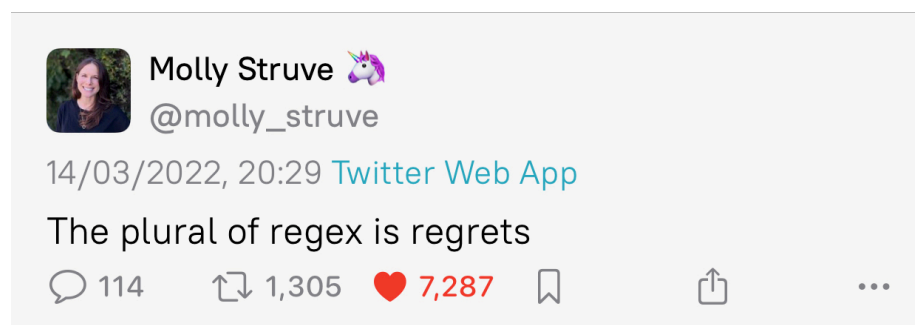 Molly Struve 🦄
@molly_struve
14/03/2022, 20:29 Twitter Web App
The plural of regex is regrets
114 1,305 7,287